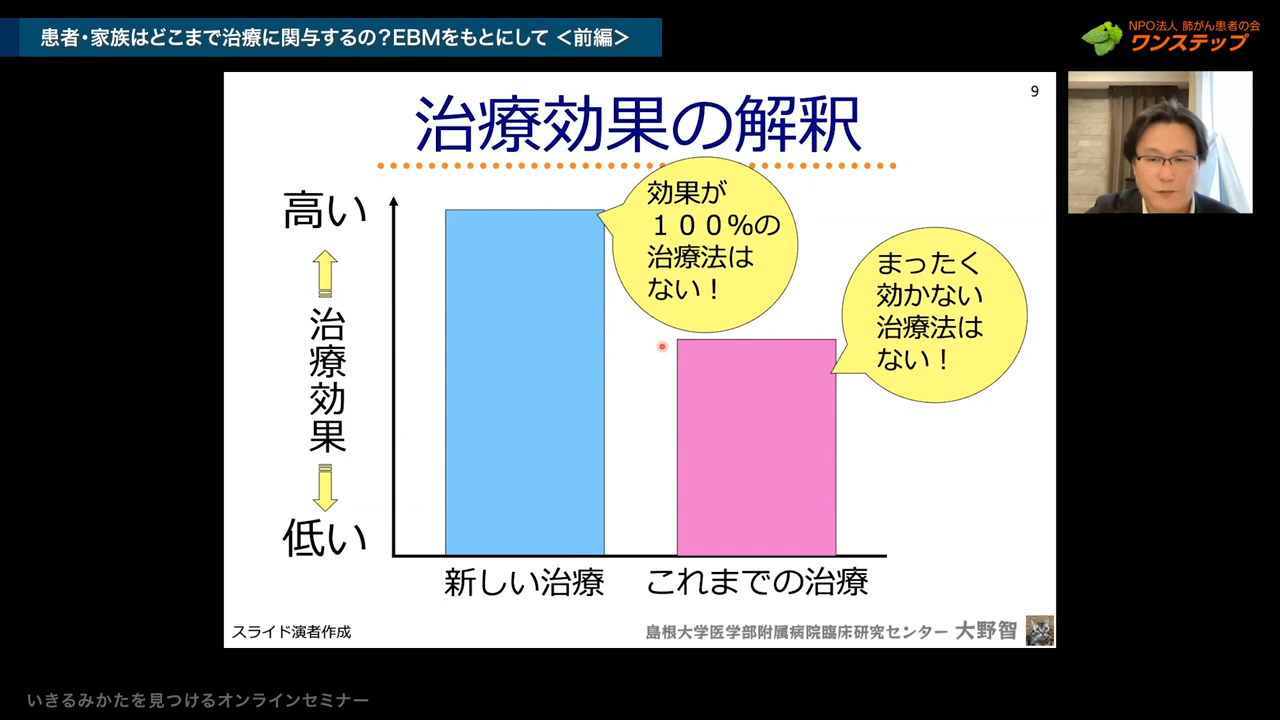 患者・家族はどこまで治療に関与するの?EBMをもとにして ＜前編＞
NPO法人 肺がん患者の会
ワンステップ
9
治療効果の解釈
高い
治療効果
低い
効果が
１００％の
治療法は
ない！
まったく
効かない
治療法は
ない！
新しい治療
これまでの治療
スライド演者作成
島根大学医学部附属病院臨床研究センター 大野智
いきるみかたを見つけるオンラインセミナー